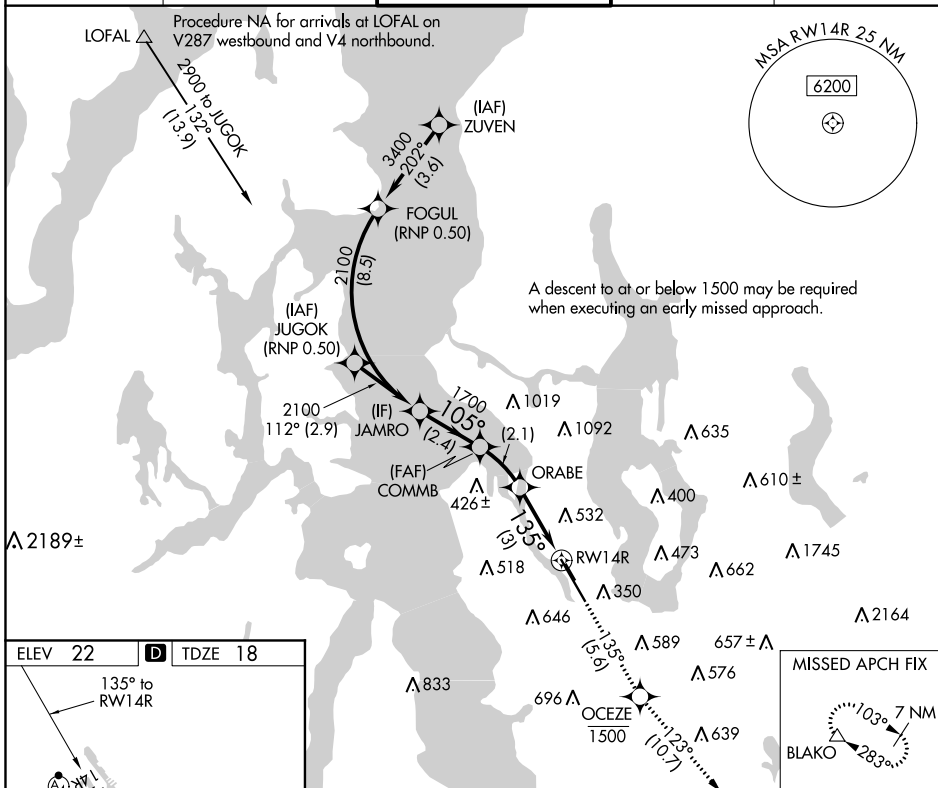 Procedure NA for arrivals at LOFAL on
V287 westbound and V4 northbound.
LOFAL
2900 to JUGOK
132°
(13.9)
MSA RW14R 25 NM
6200
(IAF)
ZUVEN
3400
202°
(3.6)
FOGUL
(RNP 0.50)
2100
(8.5)
A descent to at or below 1500 may be required
when executing an early missed approach.
(IAF)
JUGOK
(RNP 0.50)
2100
112° (2.9)
(IF)
JAMRO
1700
105°
(2.4)
(2.1)
(FAF)
COMMB
ORABE
1019
1092
635
426±
400
610±
532
135°
(3)
RW14R
2189±
518
473
1745
662
350
646
2164
135°
(5.6)
589
657±
576
833
696
OCEZE
1500
639
123°
(10.7)
ELEV 22
D
TDZE 18
135° to
RW14R
A
MISSED APCH FIX
103°
7 NM
BLAKO
283°